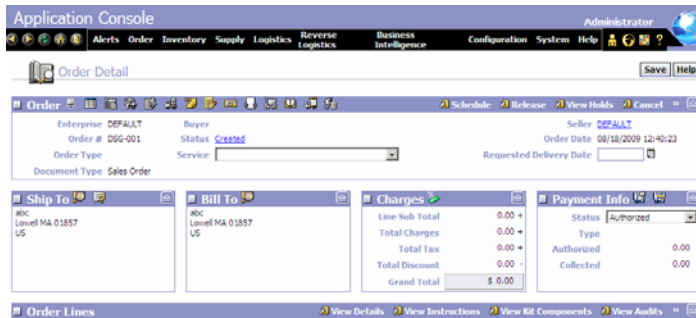 Application Console
Administrator
Alerts Order Inventory Supply Logistics Reverse Logistics Business Intelligence Configuration System Help
Order Detail
Save Help
Order Schedule Release View Holds Cancel »
Enterprise DEFAULT Buyer Seller DEFAULT
Order # DSG-001 Status Created Order Date 08/18/2009 12:40:23
Order Type Service Requested Delivery Date
Document Type Sales Order
Ship To
abc
Lowell MA 01857
US
Bill To
abc
Lowell MA 01857
US
Charges
Line Sub Total 0.00 +
Total Charges 0.00 +
Total Tax 0.00 +
Total Discount 0.00 -
Grand Total $ 0.00
Payment Info
Status Authorized
Type
Authorized 0.00
Collected 0.00
Order Lines View Details View Instructions View Kit Components View Audits »